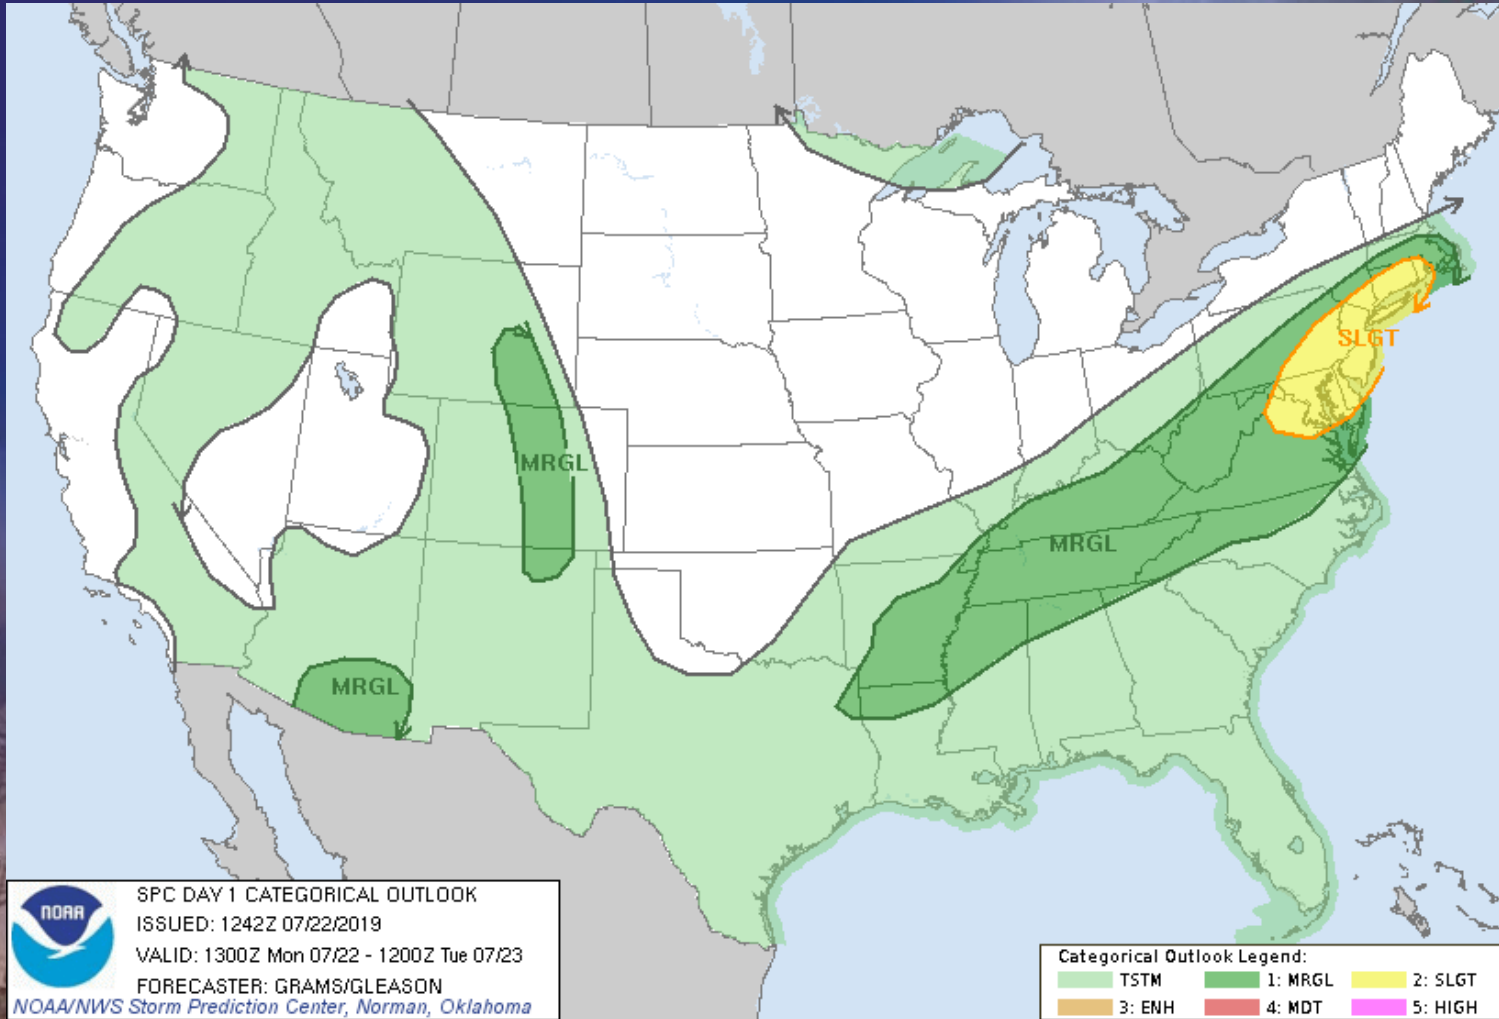 SLGT
MRGL
MRGL
MRGL
NOAA
SPC DAY 1 CATEGORICAL OUTLOOK
ISSUED: 1242Z 07/22/2019
VALID: 1300Z Mon 07/22 - 1200Z Tue 07/23
FORECASTER: GRAMS/GLEASON
NOAA/NWS Storm Prediction Center, Norman, Oklahoma
Categorical Outlook Legend:
TSTM 1: MRGL 2: SLGT
3: ENH 4: MDT 5: HIGH